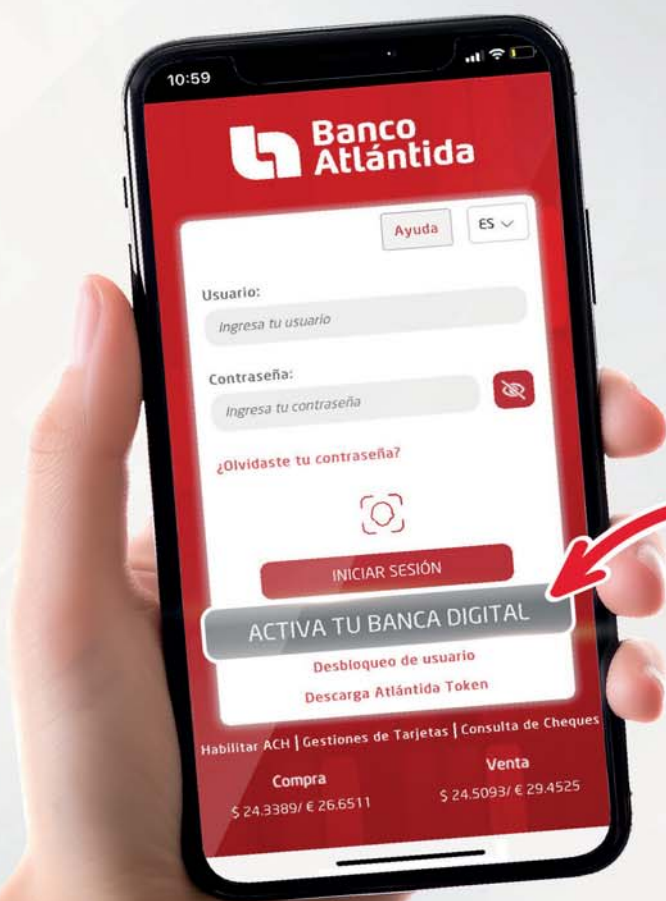 10:59
Banco
Atlántida
Ayuda
ES
Usuario:
Ingresa tu usuario
Contraseña:
Ingresa tu contraseña
¿Olvidaste tu contraseña?
INICIAR SESIÓN
ACTIVA TU BANCA DIGITAL
Desbloqueo de usuario
Descarga Atlántida Token
Habilitar ACH | Gestiones de Tarjetas | Consulta de Cheques
Compra
$ 24.3389/ € 26.6511
Venta
$ 24.5093/ € 29.4525